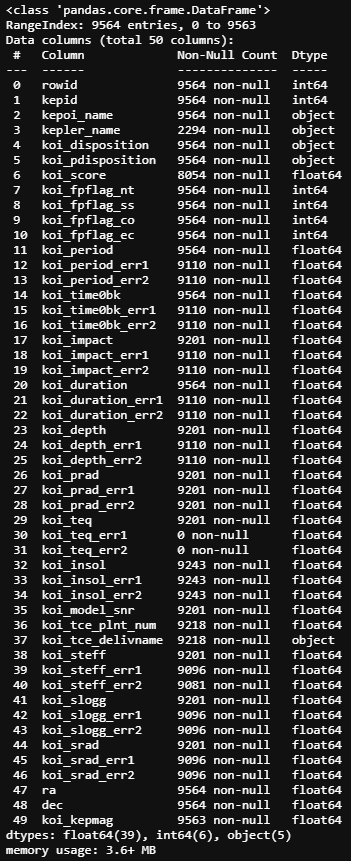 <class 'pandas.core.frame.DataFrame'>
RangeIndex: 9564 entries, 0 to 9563
Data columns (total 50 columns):
 #   Column             Non-Null Count  Dtype
---  ------             --------------  -----
 0   rowid              9564 non-null   int64
 1   kepid              9564 non-null   int64
 2   kepoi_name         9564 non-null   object
 3   kepler_name        2294 non-null   object
 4   koi_disposition    9564 non-null   object
 5   koi_pdisposition   9564 non-null   object
 6   koi_score          8054 non-null   float64
 7   koi_fpflag_nt      9564 non-null   int64
 8   koi_fpflag_ss      9564 non-null   int64
 9   koi_fpflag_co      9564 non-null   int64
 10  koi_fpflag_ec      9564 non-null   int64
 11  koi_period         9564 non-null   float64
 12  koi_period_err1    9110 non-null   float64
 13  koi_period_err2    9110 non-null   float64
 14  koi_time0bk        9564 non-null   float64
 15  koi_time0bk_err1   9110 non-null   float64
 16  koi_time0bk_err2   9110 non-null   float64
 17  koi_impact         9201 non-null   float64
 18  koi_impact_err1    9110 non-null   float64
 19  koi_impact_err2    9110 non-null   float64
 20  koi_duration       9564 non-null   float64
 21  koi_duration_err1  9110 non-null   float64
 22  koi_duration_err2  9110 non-null   float64
 23  koi_depth          9201 non-null   float64
 24  koi_depth_err1     9110 non-null   float64
 25  koi_depth_err2     9110 non-null   float64
 26  koi_prad           9201 non-null   float64
 27  koi_prad_err1      9201 non-null   float64
 28  koi_prad_err2      9201 non-null   float64
 29  koi_teq            9201 non-null   float64
 30  koi_teq_err1       0 non-null      float64
 31  koi_teq_err2       0 non-null      float64
 32  koi_insol          9243 non-null   float64
 33  koi_insol_err1     9243 non-null   float64
 34  koi_insol_err2     9243 non-null   float64
 35  koi_model_snr      9201 non-null   float64
 36  koi_tce_plnt_num   9218 non-null   float64
 37  koi_tce_delivname  9218 non-null   object
 38  koi_steff          9201 non-null   float64
 39  koi_steff_err1     9096 non-null   float64
 40  koi_steff_err2     9081 non-null   float64
 41  koi_slogg          9201 non-null   float64
 42  koi_slogg_err1     9096 non-null   float64
 43  koi_slogg_err2     9096 non-null   float64
 44  koi_srad           9201 non-null   float64
 45  koi_srad_err1      9096 non-null   float64
 46  koi_srad_err2      9096 non-null   float64
 47  ra                 9564 non-null   float64
 48  dec                9564 non-null   float64
 49  koi_kepmag         9563 non-null   float64
dtypes: float64(39), int64(6), object(5)
memory usage: 3.6+ MB